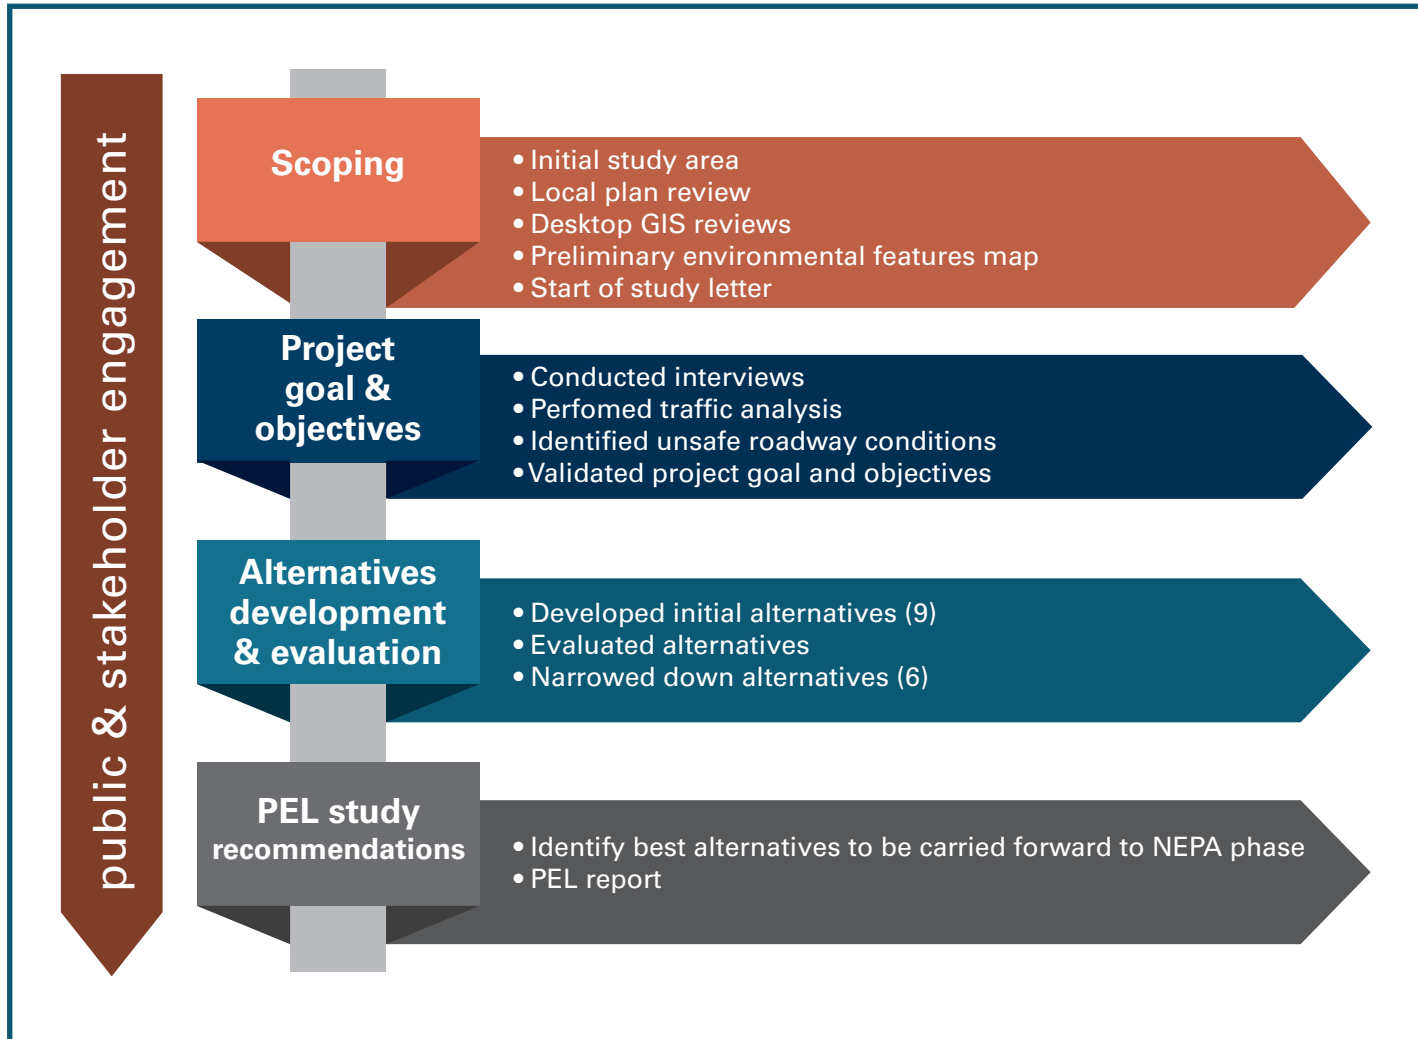 public & stakeholder engagement
Scoping
• Initial study area
• Local plan review
• Desktop GIS reviews
• Preliminary environmental features map
• Start of study letter
Project
goal &
objectives
• Conducted interviews
• Perfomed traffic analysis
• Identified unsafe roadway conditions
• Validated project goal and objectives
Alternatives
development
& evaluation
• Developed initial alternatives (9)
• Evaluated alternatives
• Narrowed down alternatives (6)
PEL study
recommendations
• Identify best alternatives to be carried forward to NEPA phase
• PEL report